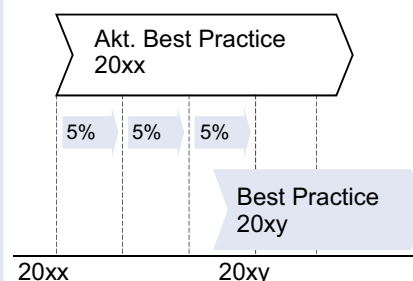 Akt. Best Practice
20xx
5% 5% 5%
Best Practice
20xy
20xx 20xy